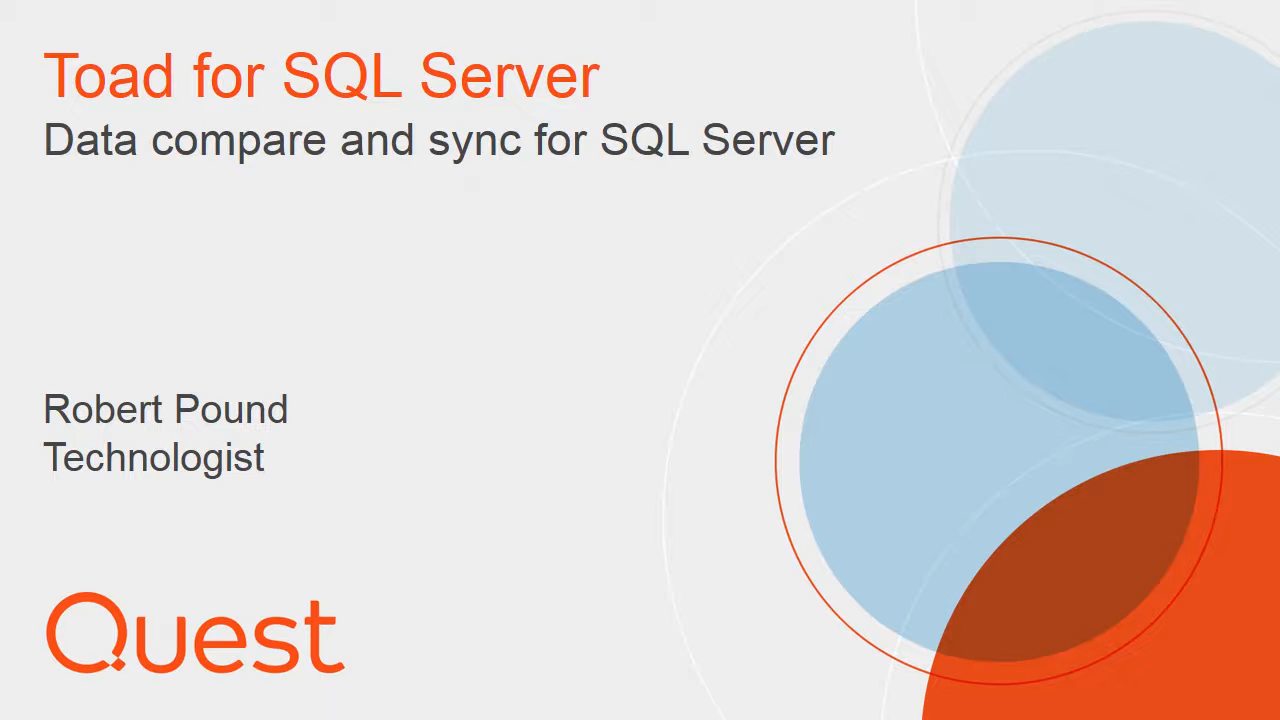 Toad for SQL Server
Data compare and sync for SQL Server
Robert Pound
Technologist
Quest